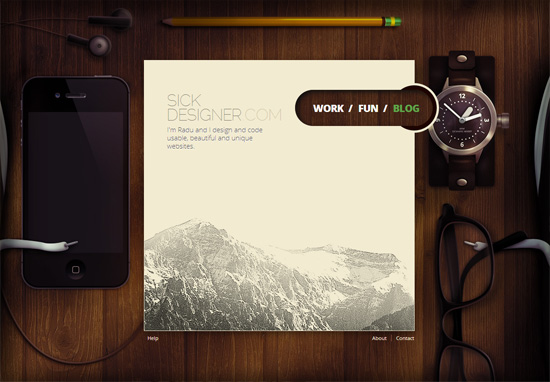 SICK
DESIGNER.COM
I'm Radu and I design and code
usable, beautiful and unique
websites.
WORK / FUN / BLOG
12
Help
About | Contact